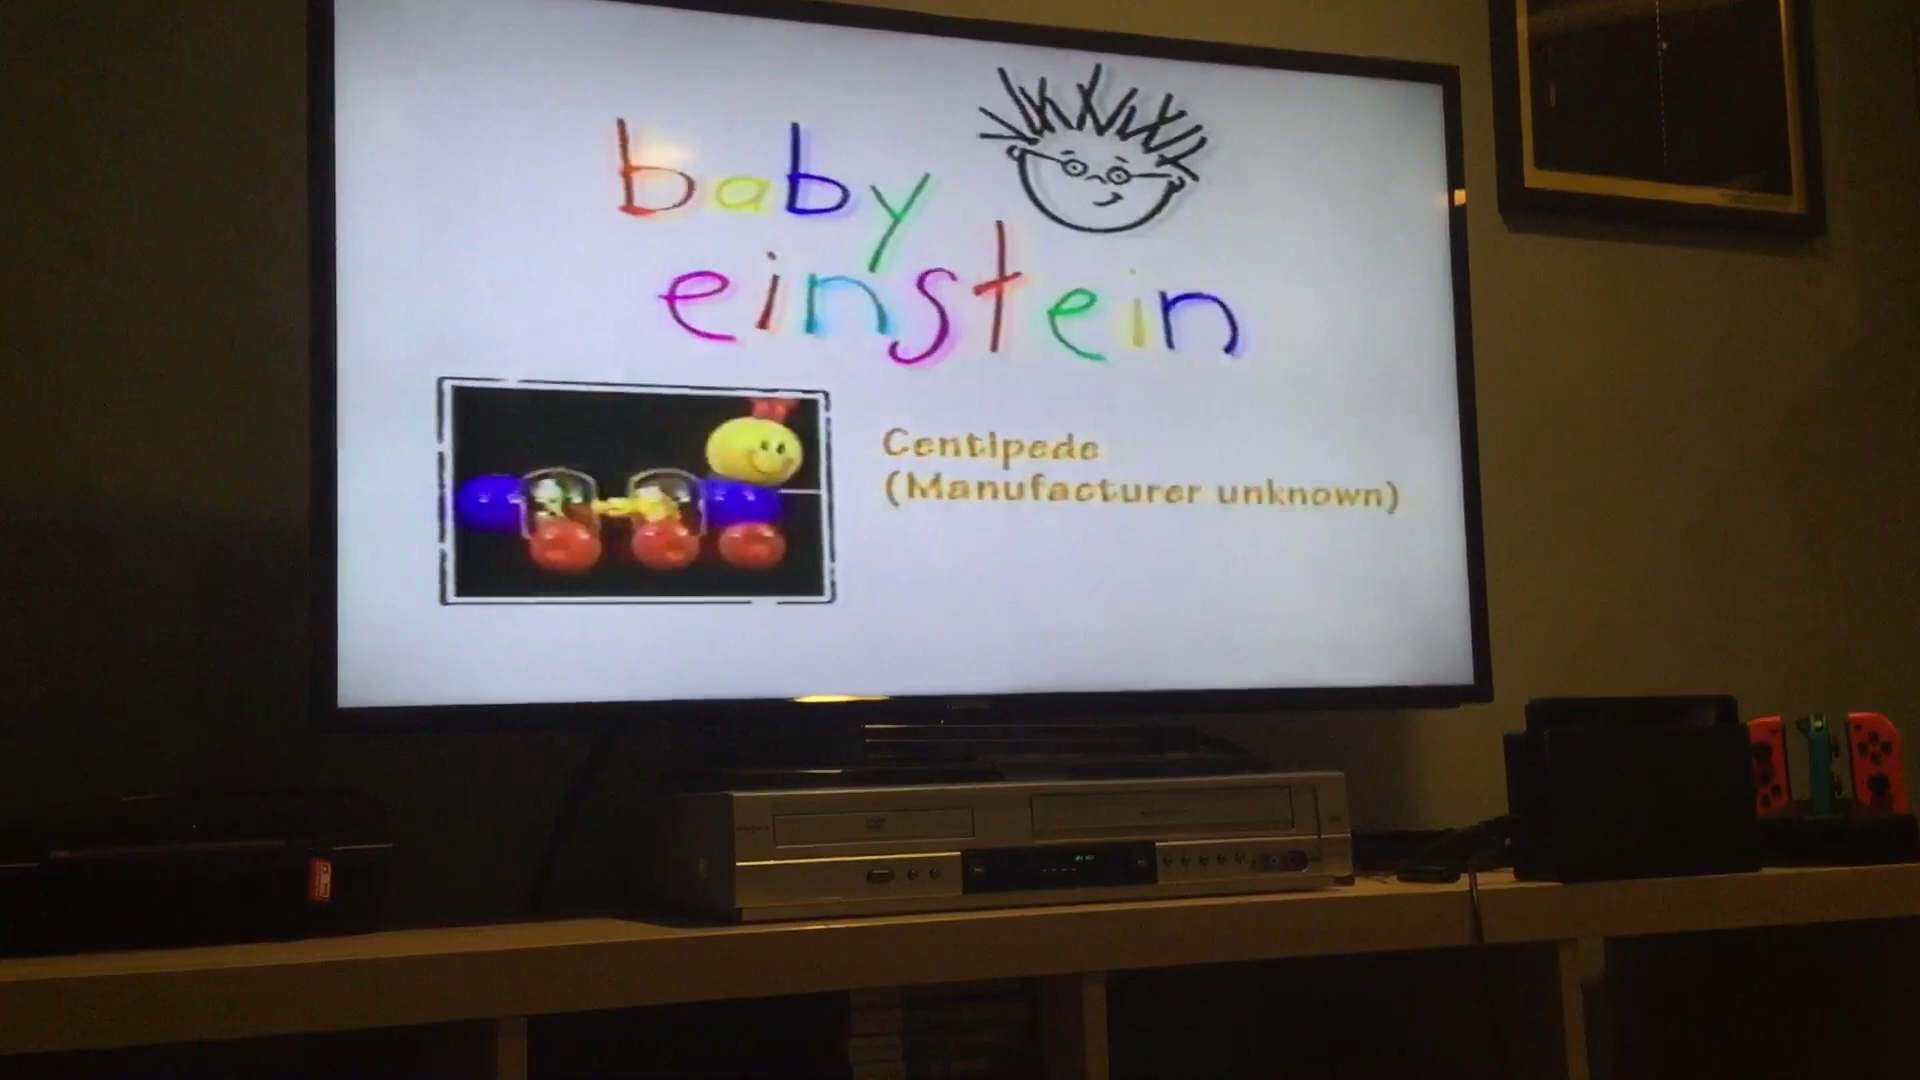 baby
einstein
Centipede
(Manufacturer unknown)